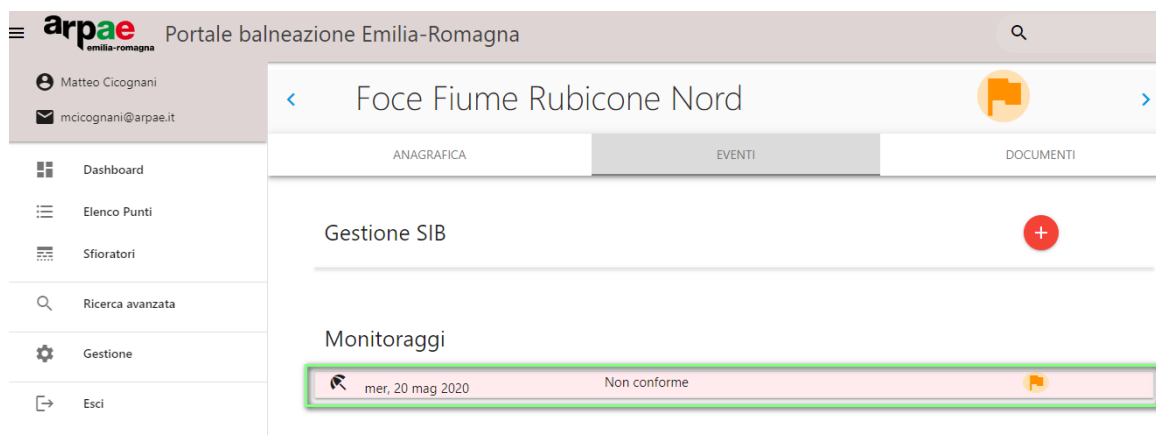 arpae
emilia-romagna
Portale balneazione Emilia-Romagna
Matteo Cicognani
mcicognani@arpae.it
Dashboard
Elenco Punti
Sfioratori
Ricerca avanzata
Gestione
Esci
Foce Fiume Rubicone Nord
ANAGRAFICA EVENTI DOCUMENTI
Gestione SIB
Monitoraggi
mer, 20 mag 2020 Non conforme